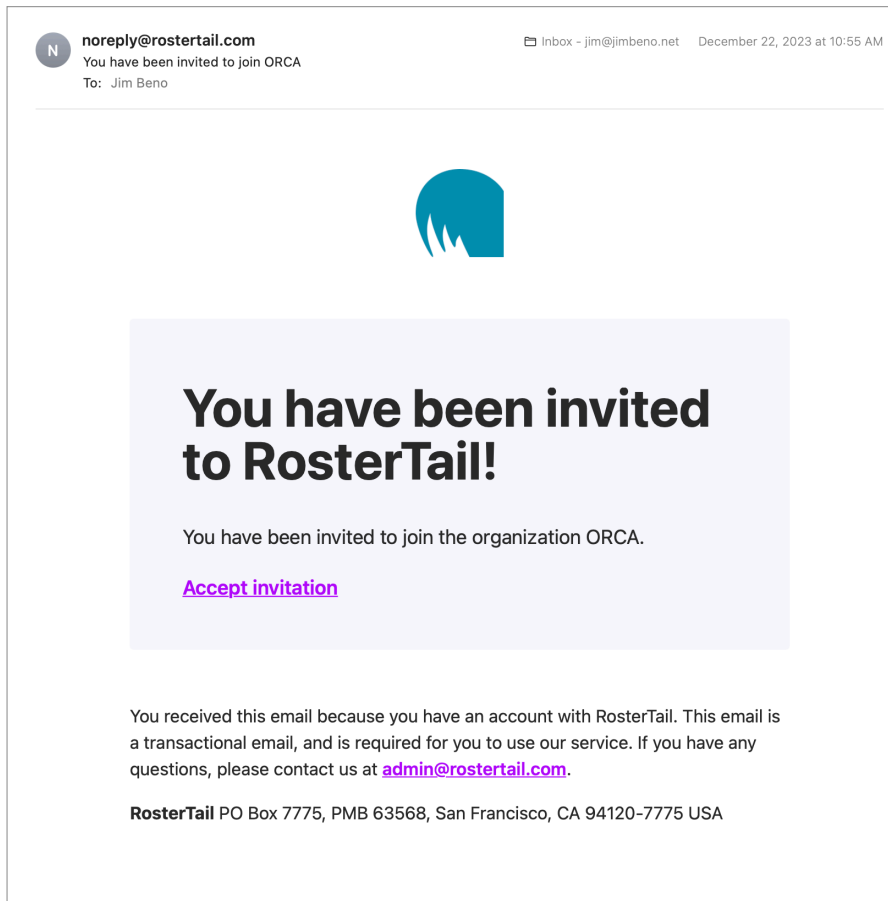 N
noreply@rostertail.com
Inbox - jim@jimbeno.net December 22, 2023 at 10:55 AM
You have been invited to join ORCA
To: Jim Beno
You have been invited
to RosterTail!
You have been invited to join the organization ORCA.
Accept invitation
You received this email because you have an account with RosterTail. This email is
a transactional email, and is required for you to use our service. If you have any
questions, please contact us at admin@rostertail.com.
RosterTail PO Box 7775, PMB 63568, San Francisco, CA 94120-7775 USA